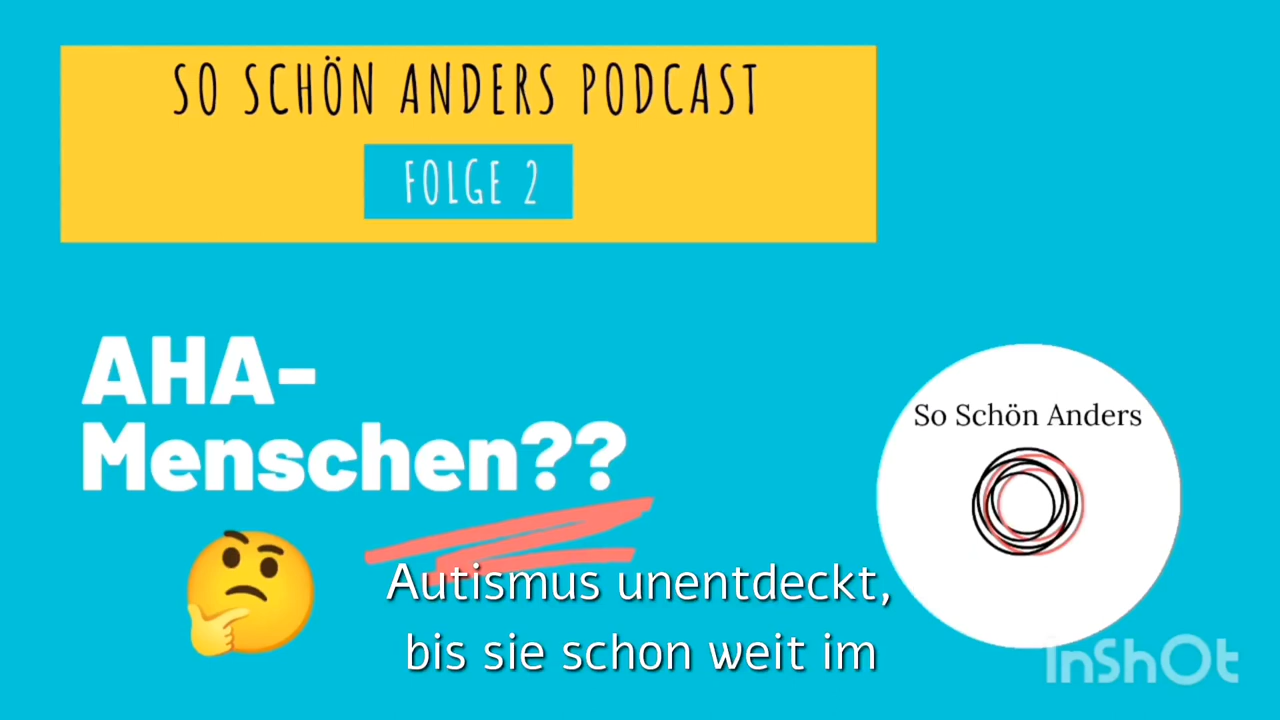 SO SCHÖN ANDERS PODCAST
FOLGE 2
AHA-
Menschen??
So Schön Anders
Autismus unentdeckt,
bis sie schon weit im
InShOt